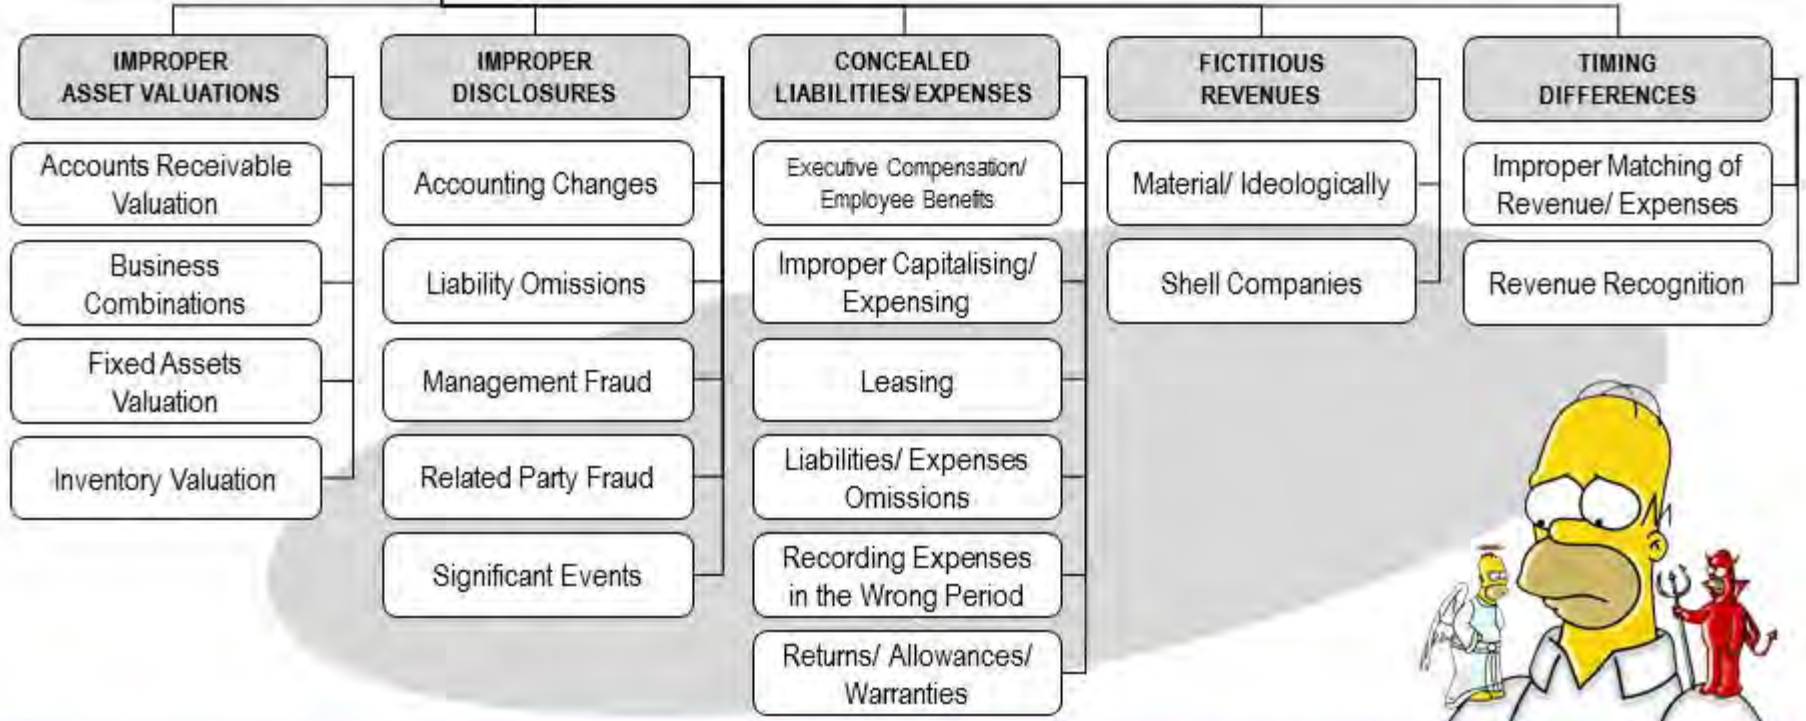 IMPROPER
ASSET VALUATIONS
Accounts Receivable
Valuation
Business
Combinations
Fixed Assets
Valuation
Inventory Valuation
IMPROPER
DISCLOSURES
Accounting Changes
Liability Omissions
Management Fraud
Related Party Fraud
Significant Events
CONCEALED
LIABILITIES/EXPENSES
Executive Compensation/
Employee Benefits
Improper Capitalising/
Expensing
Leasing
Liabilities/ Expenses
Omissions
Recording Expenses
in the Wrong Period
Returns/ Allowances/
Warranties
FICTITIOUS
REVENUES
Material/ Ideologically
Shell Companies
TIMING
DIFFERENCES
Improper Matching of
Revenue/ Expenses
Revenue Recognition